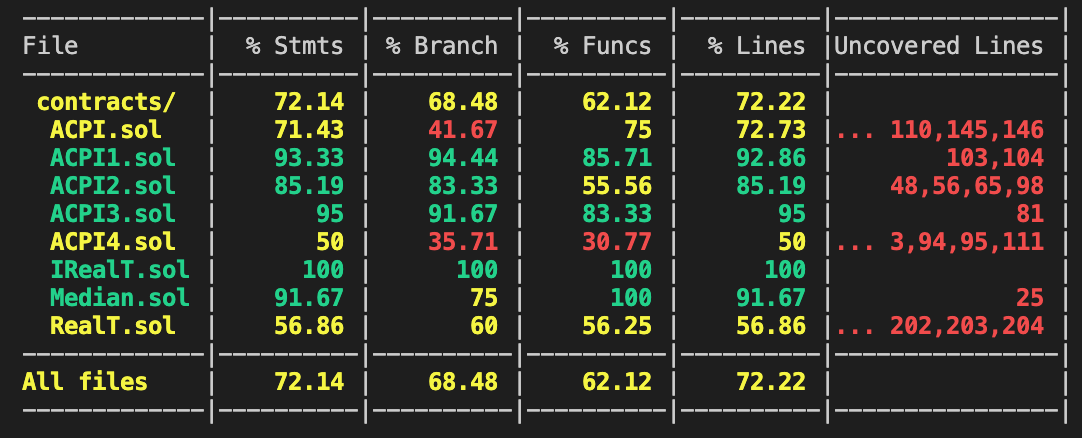 File | % Stmts | % Branch | % Funcs | % Lines |Uncovered Lines |
contracts/ | 72.14 | 68.48 | 62.12 | 72.22 | |
ACPI.sol | 71.43 | 41.67 | 75 | 72.73 |... 110,145,146 |
ACPI1.sol | 93.33 | 94.44 | 85.71 | 92.86 | 103,104 |
ACPI2.sol | 85.19 | 83.33 | 55.56 | 85.19 | 48,56,65,98 |
ACPI3.sol | 95 | 91.67 | 83.33 | 95 | 81 |
ACPI4.sol | 50 | 35.71 | 30.77 | 50 |... 3,94,95,111 |
IRealT.sol | 100 | 100 | 100 | 100 | |
Median.sol | 91.67 | 75 | 100 | 91.67 | 25 |
RealT.sol | 56.86 | 60 | 56.25 | 56.86 |... 202,203,204 |
All files | 72.14 | 68.48 | 62.12 | 72.22 | |